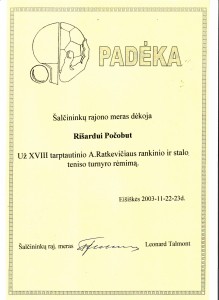 PADĖKA
Šalčininkų rajono meras dėkoja
Rišardui Počobut
Už XVIII tarptautinio A.Ratkevičiaus rankinio ir stalo
teniso turnyro rėmimą.
Eišiškės 2003-11-22-23d.
Šalčininkų raj. meras
Leonard Talmont